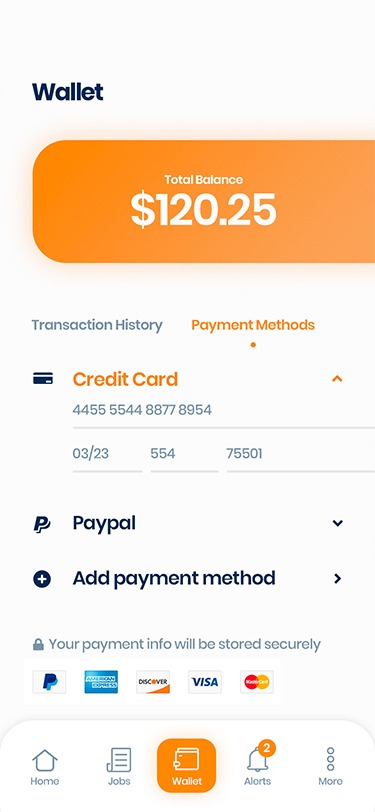 Wallet
Total Balance
$120.25
Transaction History Payment Methods
Credit Card
4455 5544 8877 8954
03/23 554 75501
Paypal
Add payment method
Your payment info will be stored securely
AMERICAN EXPRESS DISCOVER VISA MasterCard
2
Home Jobs Wallet Alerts More